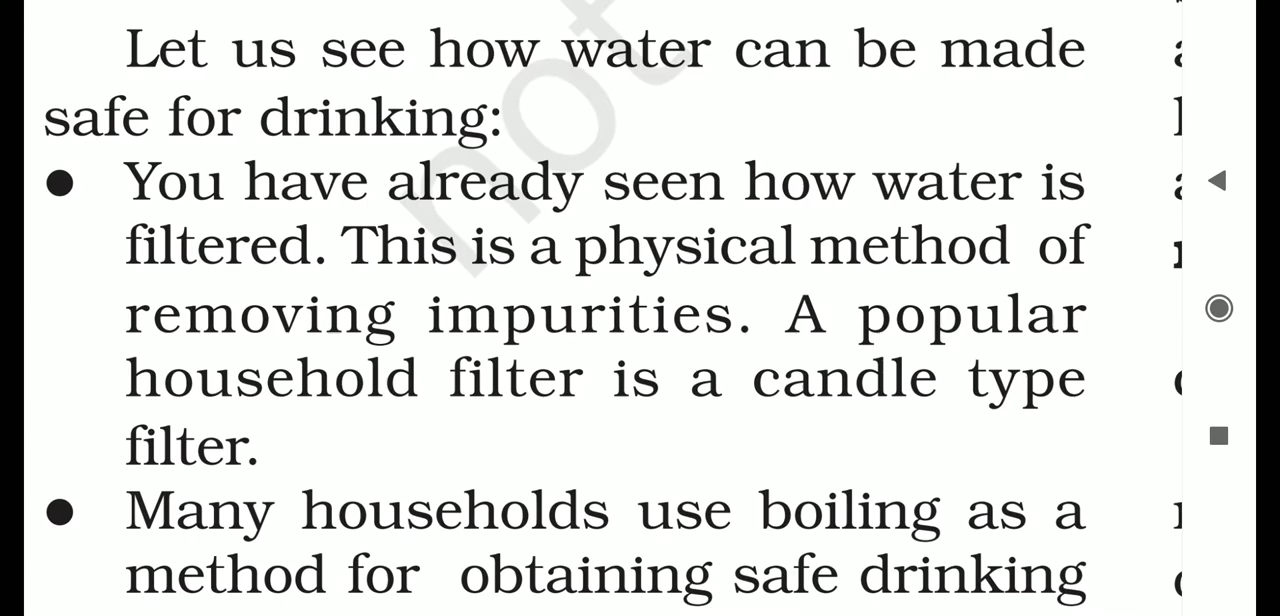 Let us see how water can be made
safe for drinking:
● You have already seen how water is
filtered. This is a physical method of
removing impurities. A popular
household filter is a candle type
filter.
● Many households use boiling as a
method for obtaining safe drinking
not